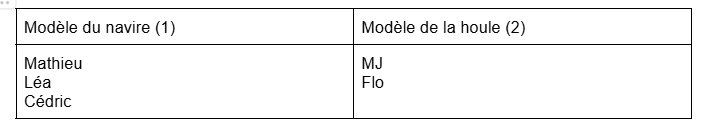 Modèle du navire (1)
Modèle de la houle (2)
Mathieu
Léa
Cédric
MJ
Flo